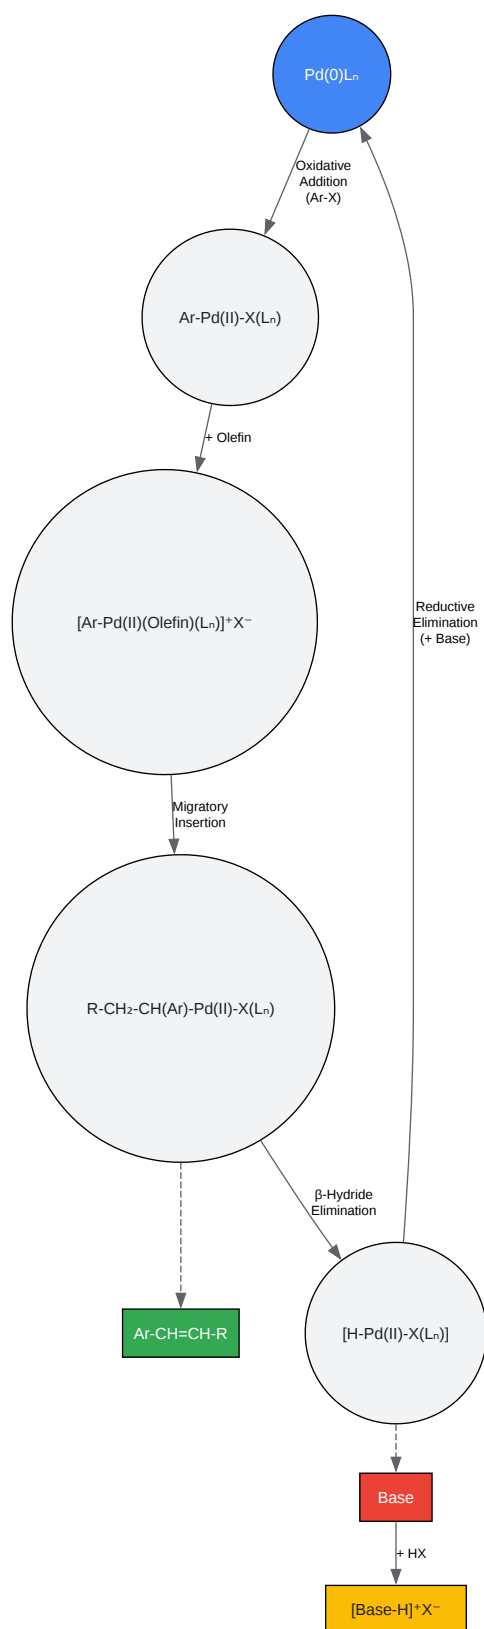 Pd(0)Lₙ
Oxidative
Addition
(Ar-X)
Ar-Pd(II)-X(Lₙ)
+ Olefin
[Ar-Pd(II)(Olefin)(Lₙ)]⁺X⁻
Reductive
Elimination
(+ Base)
Migratory
Insertion
R-CH₂-CH(Ar)-Pd(II)-X(Lₙ)
β-Hydride
Elimination
Ar-CH=CH-R
[H-Pd(II)-X(Lₙ)]
Base
+ HX
[Base-H]⁺X⁻